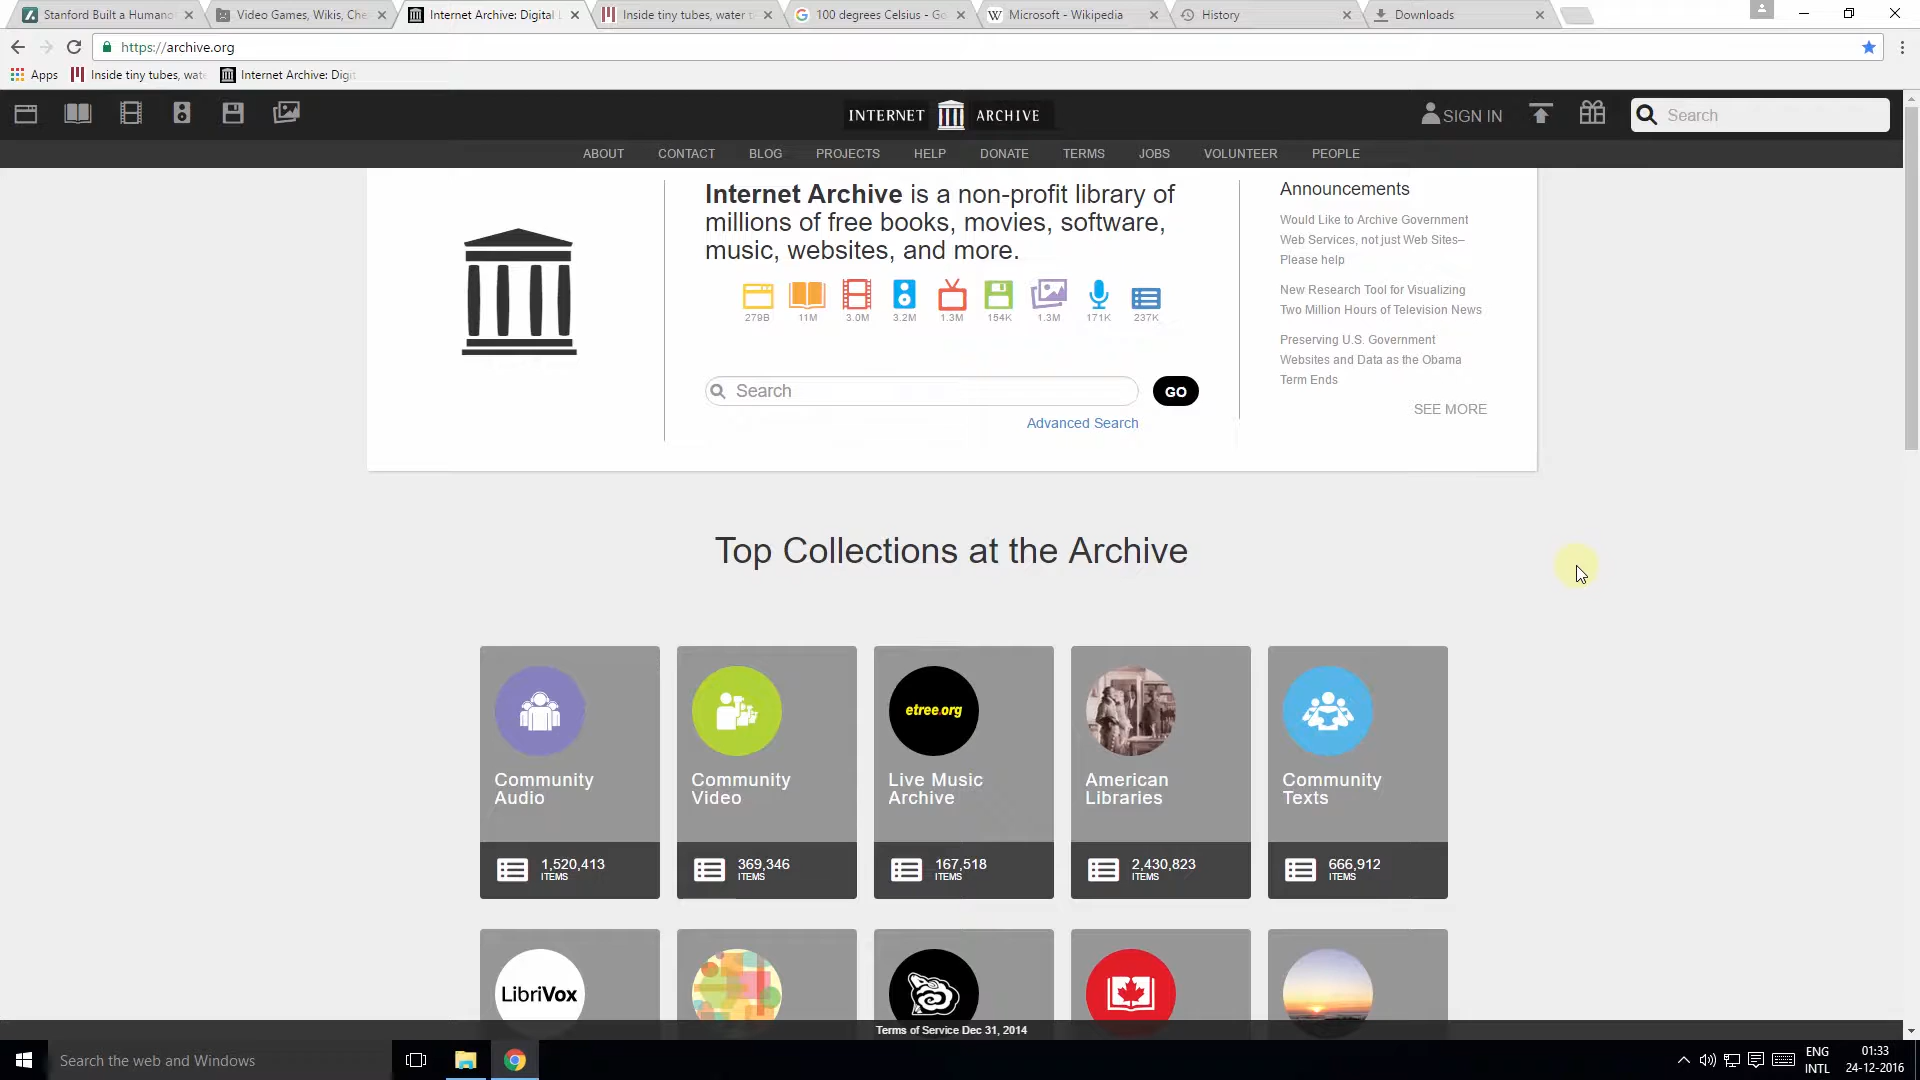 Stanford Built a Humano
Video Games, Wikis, Che
Internet Archive: Digital L
Inside tiny tubes, water t
100 degrees Celsius - Go
Microsoft - Wikipedia
History
Downloads
https://archive.org
Apps
Inside tiny tubes, wate
Internet Archive: Digit
INTERNET ARCHIVE
SIGN IN
Search
ABOUT CONTACT BLOG PROJECTS HELP DONATE TERMS JOBS VOLUNTEER PEOPLE
Internet Archive is a non-profit library of
millions of free books, movies, software,
music, websites, and more.
279B 11M 3.0M 3.2M 1.3M 154K 1.3M 171K 237K
Search
GO
Advanced Search
Announcements
Would Like to Archive Government
Web Services, not just Web Sites–
Please help
New Research Tool for Visualizing
Two Million Hours of Television News
Preserving U.S. Government
Websites and Data as the Obama
Term Ends
SEE MORE
Top Collections at the Archive
etree.org
Community
Audio
1,520,413
ITEMS
Community
Video
369,346
ITEMS
Live Music
Archive
167,518
ITEMS
American
Libraries
2,430,823
ITEMS
Community
Texts
666,912
ITEMS
LibriVox
Terms of Service Dec 31, 2014
Search the web and Windows
ENG
INTL
01:33
24-12-2016